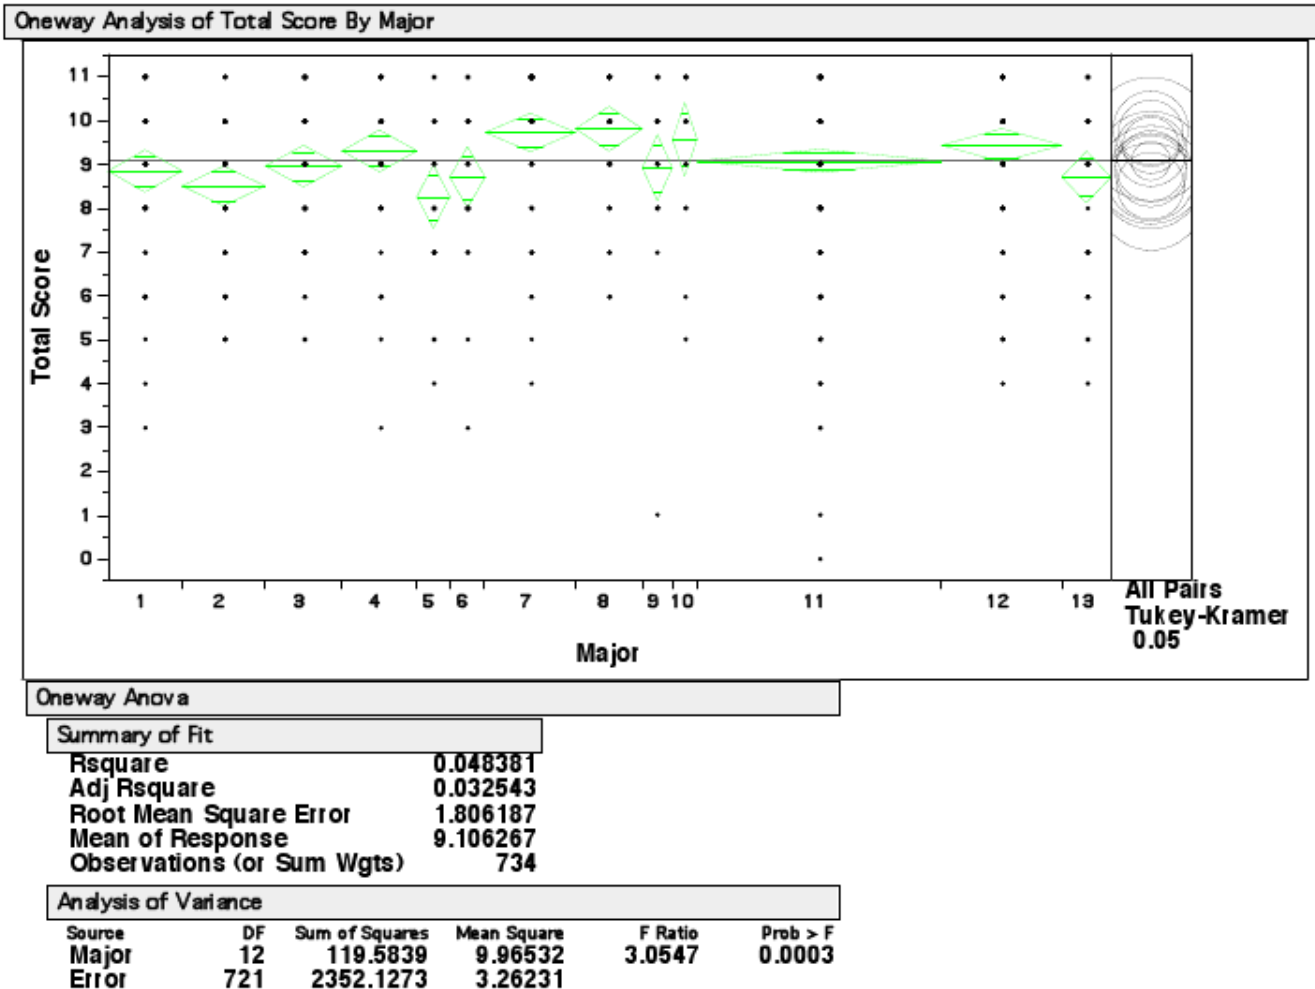 Oneway Analysis of Total Score By Major
11
10
9
8
7
6
5
4
3
2
1
0
Total Score
1 2 3 4 5 6 7 8 9 10 11 12 13
Major
All Pairs
Tukey-Kramer
0.05
Oneway Anova
Summary of Fit
Rsquare 0.048381
Adj Rsquare 0.032543
Root Mean Square Error 1.806187
Mean of Response 9.106267
Observations (or Sum Wgts) 734
Analysis of Variance
Source DF Sum of Squares Mean Square F Ratio Prob > F
Major 12 119.5839 9.96532 3.0547 0.0003
Error 721 2352.1273 3.26231